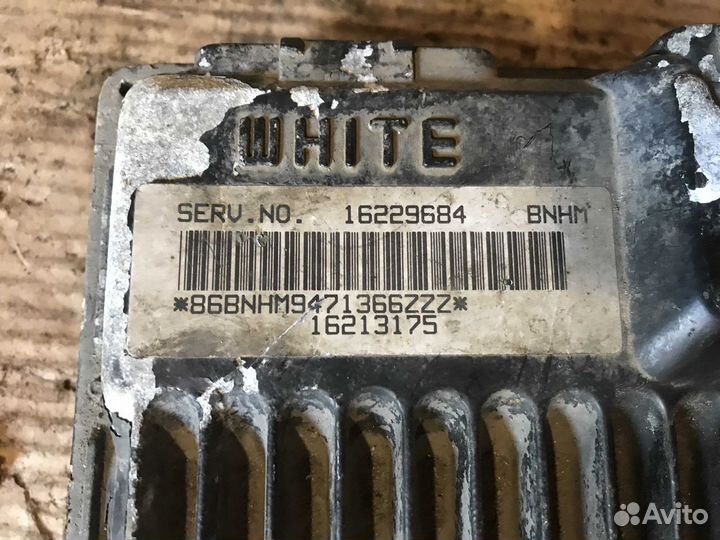 WHITE
SERV.NO. 16229684 BNHM
*86BNHM9471366ZZZ*
16213175
Avito